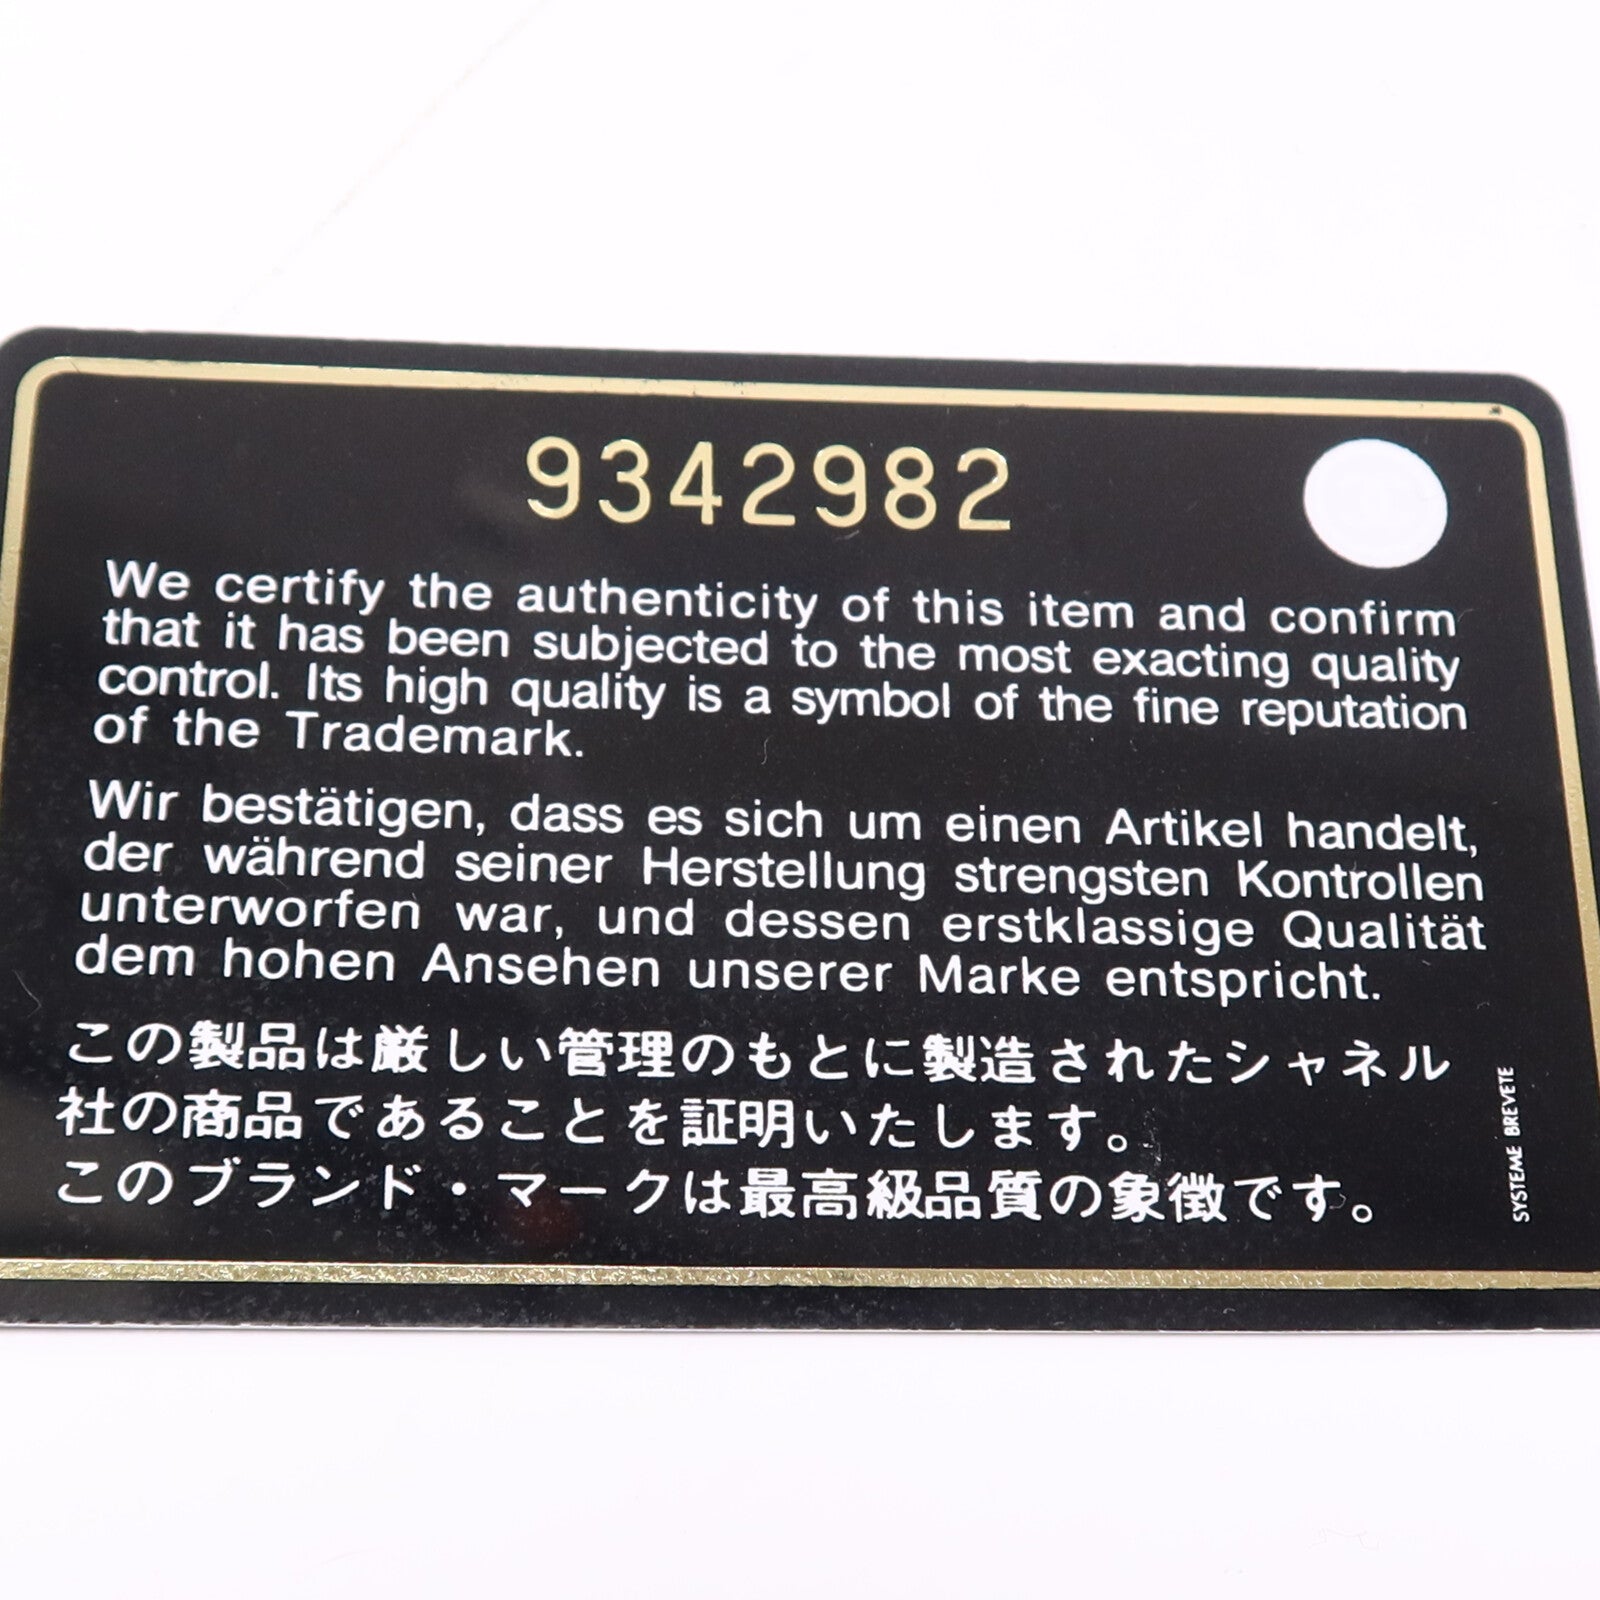 9342982
We certify the authenticity of this item and confirm
that it has been subjected to the most exacting quality
control. Its high quality is a symbol of the fine reputation
of the Trademark.
Wir bestätigen, dass es sich um einen Artikel handelt,
der während seiner Herstellung strengsten Kontrollen
unterworfen war, und dessen erstklassige Qualität
dem hohen Ansehen unserer Marke entspricht.
この製品は厳しい管理のもとに製造されたシャネル
社の商品であることを証明いたします。
このブランド・マークは最高級品質の象徴です。
SYSTEME BREVETE